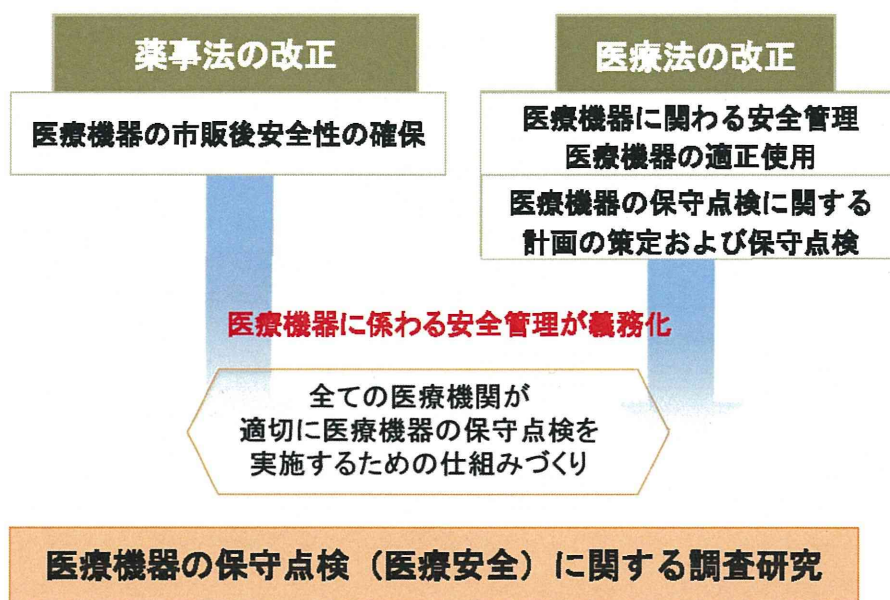 薬事法の改正
医療機器の市販後安全性の確保
医療法の改正
医療機器に関わる安全管理
医療機器の適正使用
医療機器の保守点検に関する
計画の策定および保守点検
医療機器に係わる安全管理が義務化
全ての医療機関が
適切に医療機器の保守点検を
実施するための仕組みづくり
医療機器の保守点検（医療安全）に関する調査研究